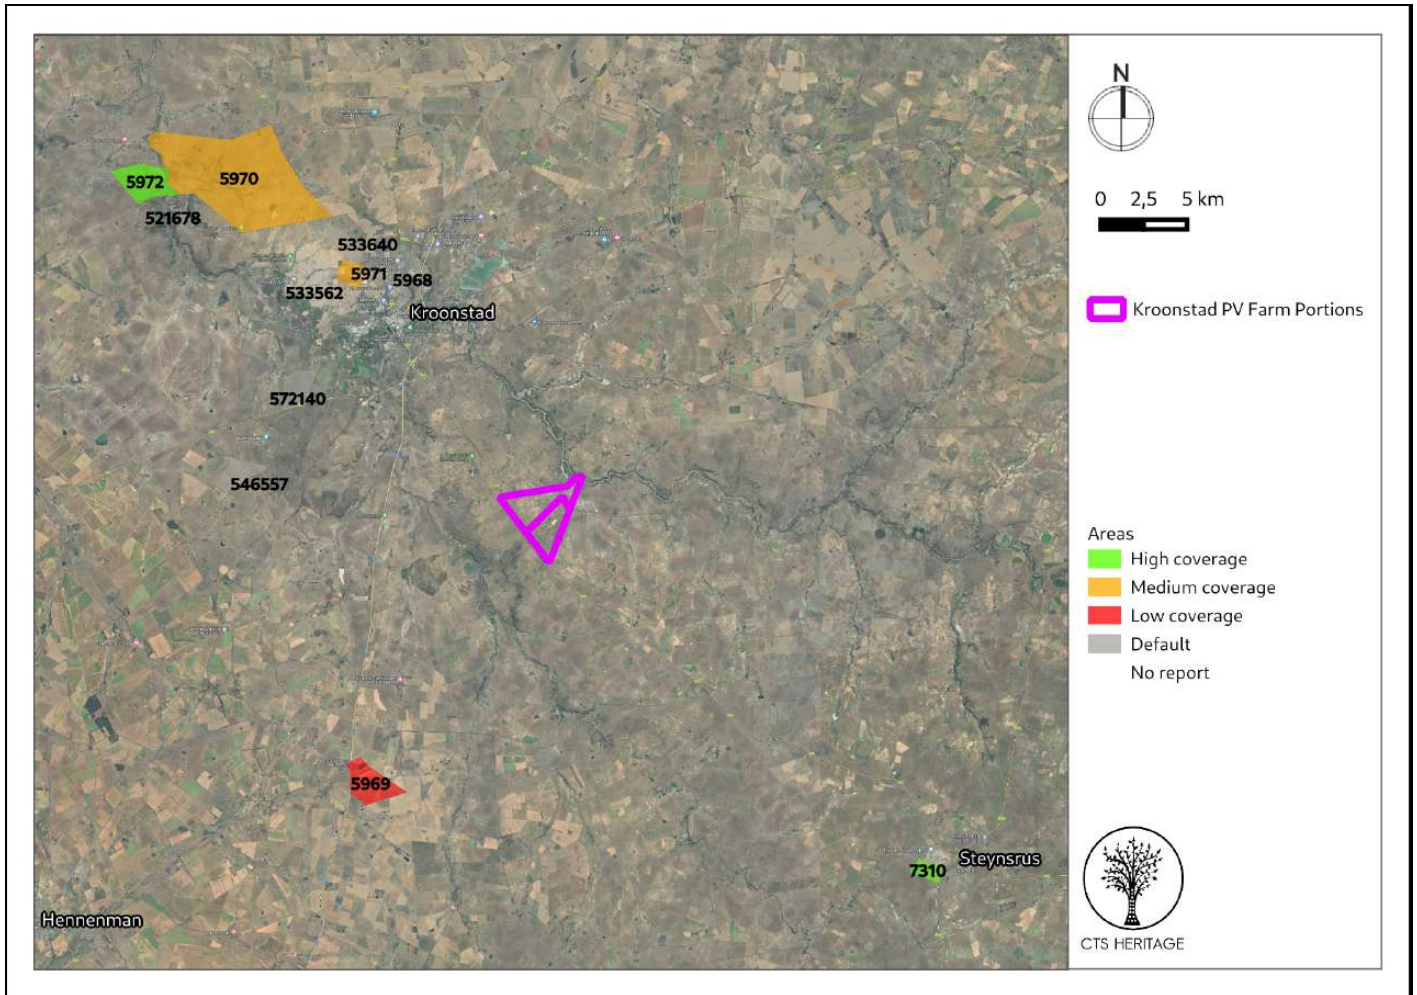 5972
5970
521678
533640
5971
5968
533562
Kroonstad
572140
546557
5969
7310
Steynsrus
Hennenman
N
0 2,5 5 km
Kroonstad PV Farm Portions
Areas
High coverage
Medium coverage
Low coverage
Default
No report
CTS HERITAGE